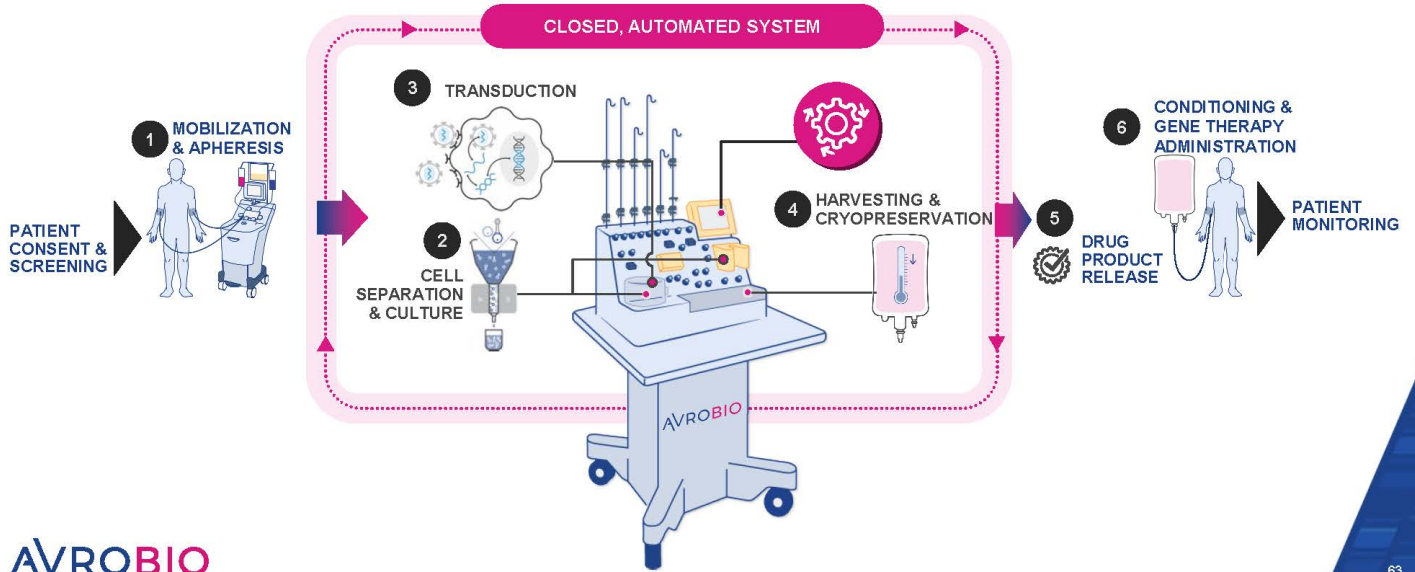 CLOSED, AUTOMATED SYSTEM
PATIENT
CONSENT &
SCREENING
1
MOBILIZATION
& APHERESIS
3
TRANSDUCTION
2
CELL
SEPARATION
& CULTURE
4
HARVESTING &
CRYOPRESERVATION
5
DRUG
PRODUCT
RELEASE
6
CONDITIONING &
GENE THERAPY
ADMINISTRATION
PATIENT
MONITORING
AVROBIO
AVROBIO
63